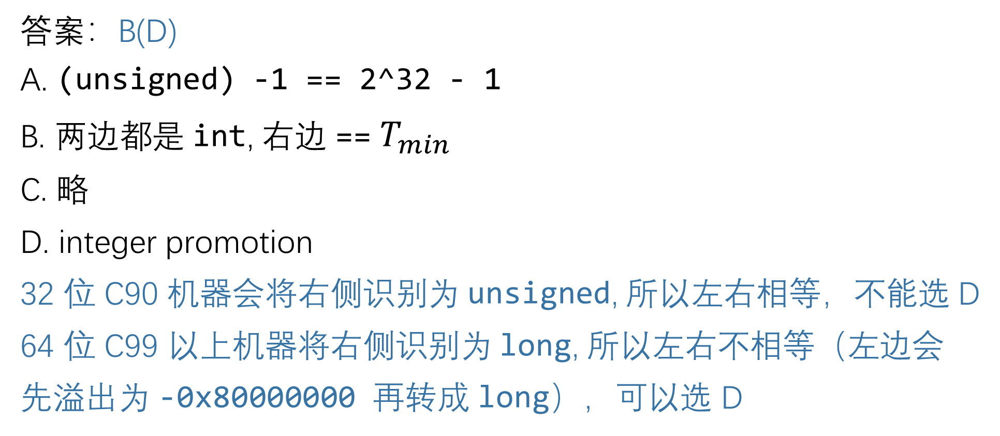 答案：B(D)
A. (unsigned) -1 == 2^32 - 1
B. 两边都是 int, 右边 == Tmin
C. 略
D. integer promotion
32 位 C90 机器会将右侧识别为 unsigned, 所以左右相等，不能选 D
64 位 C99 以上机器将右侧识别为 long, 所以左右不相等（左边会
先溢出为 -0x80000000 再转成 long），可以选 D